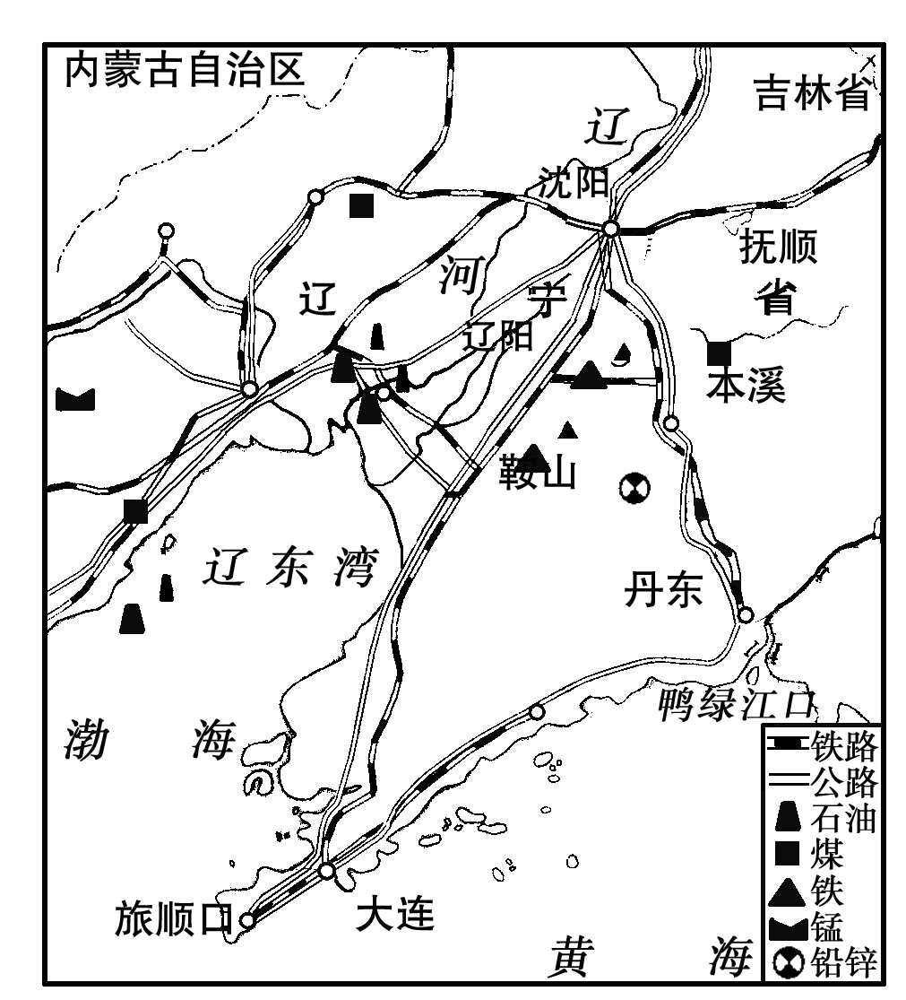 内蒙古自治区
吉林省
辽
沈阳
抚顺
河
辽
宁
省
辽阳
本溪
鞍山
辽东湾
丹东
鸭绿江口
渤海
铁路
公路
石油
煤
铁
锰
铅锌
旅顺口
大连
黄海